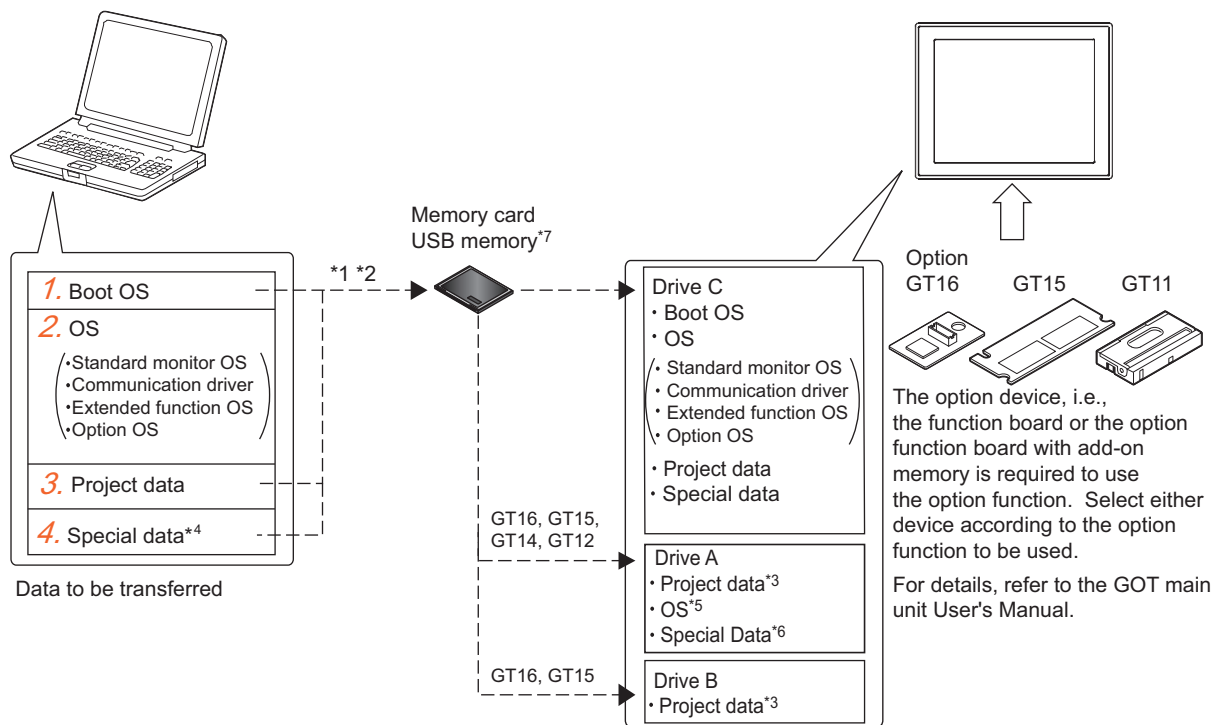 Memory card
USB memory*7
*1 *2
1. Boot OS
2. OS
•Standard monitor OS
•Communication driver
•Extended function OS
•Option OS
3. Project data
4. Special data*4
Data to be transferred
GT16, GT15,
GT14, GT12
GT16, GT15
Drive C
• Boot OS
• OS
• Standard monitor OS
• Communication driver
• Extended function OS
• Option OS
• Project data
• Special data
Drive A
• Project data*3
• OS*5
• Special Data*6
Drive B
• Project data*3
Option
GT16 GT15 GT11
The option device, i.e.,
the function board or the option
function board with add-on
memory is required to use
the option function. Select either
device according to the option
function to be used.
For details, refer to the GOT main
unit User's Manual.